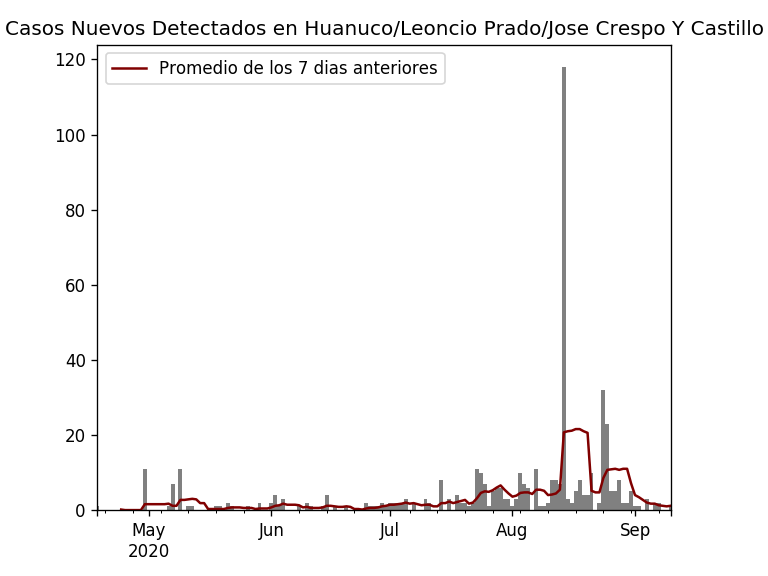 Casos Nuevos Detectados en Huanuco/Leoncio Prado/Jose Crespo Y Castillo
Promedio de los 7 dias anteriores
120
100
80
60
40
20
0
May Jun Jul Aug Sep
2020